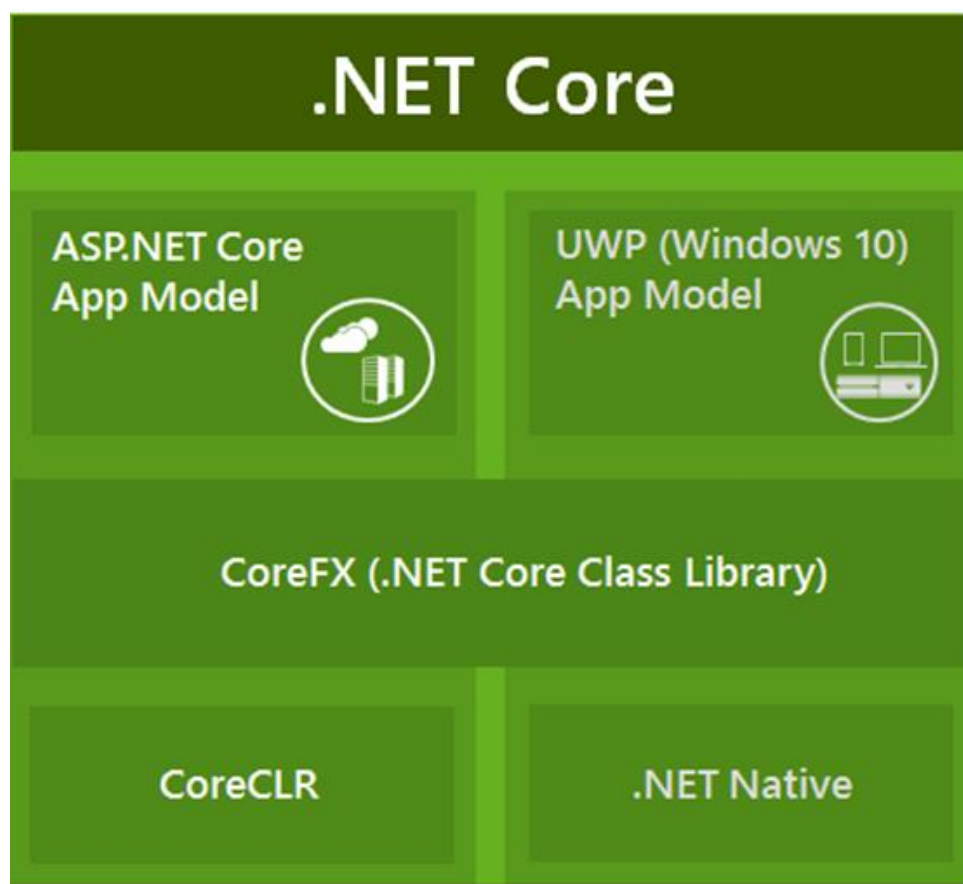 .NET Core
ASP.NET Core
App Model
UWP (Windows 10)
App Model
CoreFX (.NET Core Class Library)
CoreCLR
.NET Native